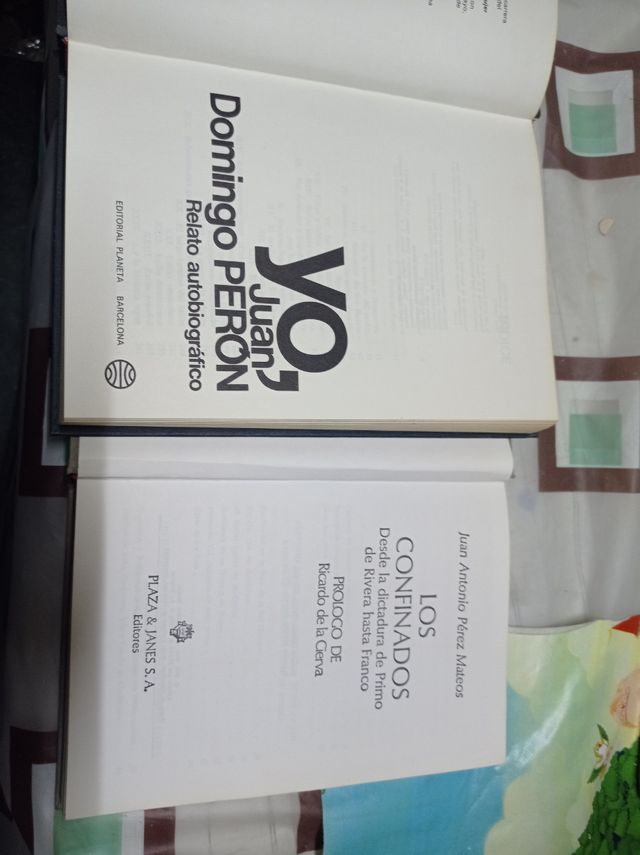 yo,
Juan
Domingo PERÓN
Relato autobiográfico
EDITORIAL PLANETA BARCELONA
Juan Antonio Pérez Mateos
LOS
CONFINADOS
Desde la dictadura de Primo
de Rivera hasta Franco
PROLOGO DE
Ricardo de la Cierva
PLAZA & JANES S. A.
Editores